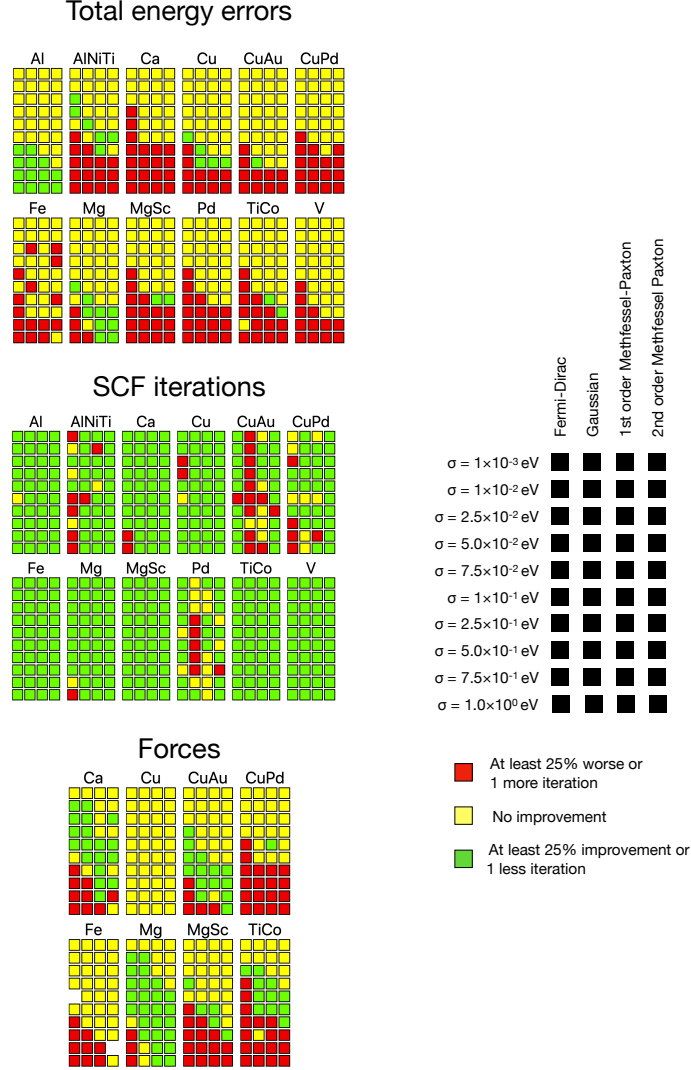 Total energy errors
Al AlNiTi Ca Cu CuAu CuPd
Fe Mg MgSc Pd TiCo V
SCF iterations
Al AlNiTi Ca Cu CuAu CuPd
Fe Mg MgSc Pd TiCo V
Forces
Ca Cu CuAu CuPd
Fe Mg MgSc TiCo
Fermi-Dirac
Gaussian
1st order Methfessel-Paxton
2nd order Methfessel Paxton
σ = 1×10⁻³ eV
σ = 1×10⁻² eV
σ = 2.5×10⁻² eV
σ = 5.0×10⁻² eV
σ = 7.5×10⁻² eV
σ = 1×10⁻¹ eV
σ = 2.5×10⁻¹ eV
σ = 5.0×10⁻¹ eV
σ = 7.5×10⁻¹ eV
σ = 1.0×10⁰ eV
At least 25% worse or
1 more iteration
No improvement
At least 25% improvement or
1 less iteration